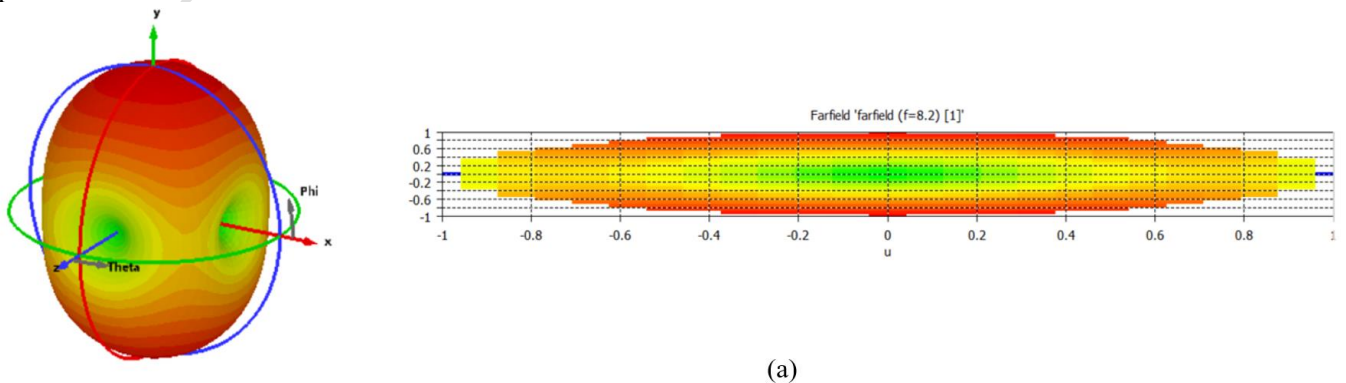 y
Phi
x
z
Theta
Farfield 'farfield (f=8.2) [1]'
1
0.6
0.2
-0.2
-0.6
-1
-1 -0.8 -0.6 -0.4 -0.2 0 0.2 0.4 0.6 0.8 1
u
(a)